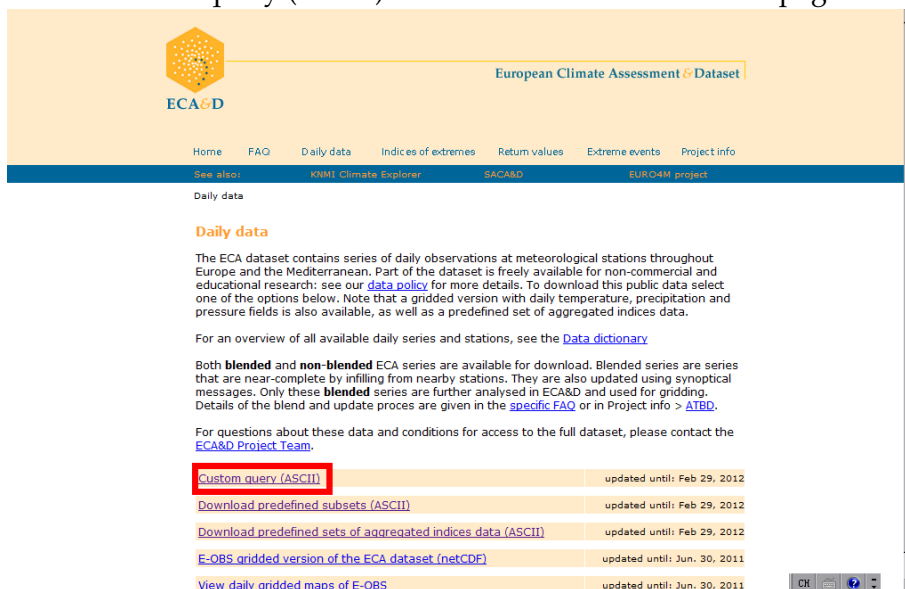 European Climate Assessment & Dataset
ECA&D
Home FAQ Daily data Indices of extremes Return values Extreme events Project info
See also: KNMI Climate Explorer SACA&D EURO4M project
Daily data
Daily data
The ECA dataset contains series of daily observations at meteorological stations throughout
Europe and the Mediterranean. Part of the dataset is freely available for non-commercial and
educational research: see our data policy for more details. To download this public data select
one of the options below. Note that a gridded version with daily temperature, precipitation and
pressure fields is also available, as well as a predefined set of aggregated indices data.
For an overview of all available daily series and stations, see the Data dictionary
Both blended and non-blended ECA series are available for download. Blended series are series
that are near-complete by infilling from nearby stations. They are also updated using synoptical
messages. Only these blended series are further analysed in ECA&D and used for gridding.
Details of the blend and update proces are given in the specific FAQ or in Project info > ATBD.
For questions about these data and conditions for access to the full dataset, please contact the
ECA&D Project Team.
Custom query (ASCII) updated until: Feb 29, 2012
Download predefined subsets (ASCII) updated until: Feb 29, 2012
Download predefined sets of aggregated indices data (ASCII) updated until: Feb 29, 2012
E-OBS gridded version of the ECA dataset (netCDF) updated until: Jun. 30, 2011
View daily gridded maps of E-OBS updated until: Jun. 30, 2011
CH